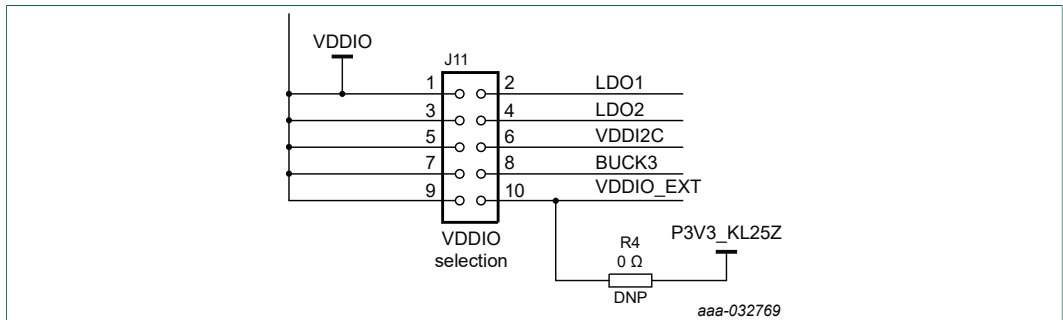 VDDIO
J11
1 2 LDO1
3 4 LDO2
5 6 VDDI2C
7 8 BUCK3
9 10 VDDIO_EXT
VDDIO
selection
R4
0 Ω
DNP
P3V3_KL25Z
aaa-032769